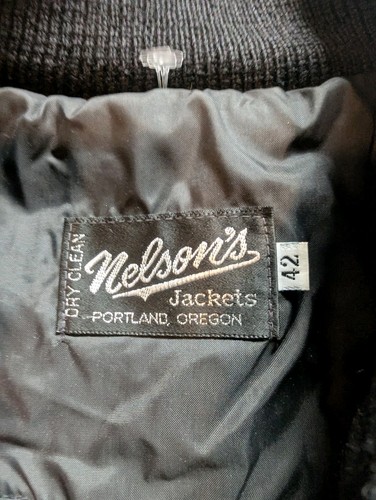 DRY CLEAN
Nelson's
Jackets
PORTLAND, OREGON
42